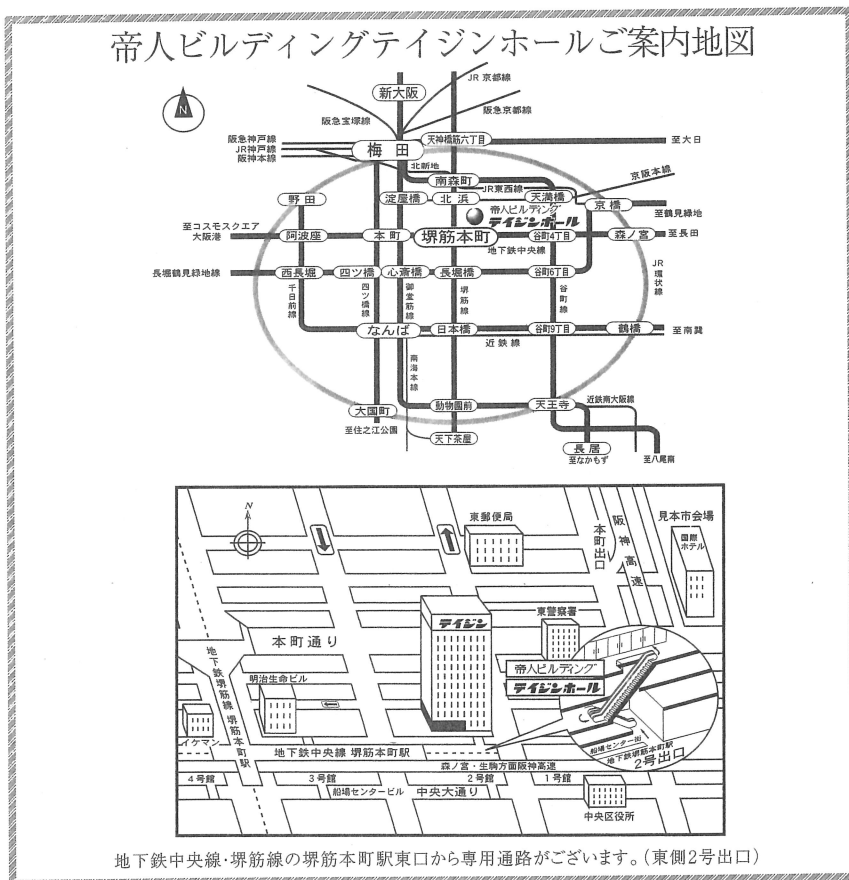 帝人ビルディングテイジンホールご案内地図
N
新大阪
JR京都線
阪急京都線
阪急宝塚線
阪急神戸線
JR神戸線
阪神本線
梅田
天神橋筋六丁目
至大日
北新地
南森町
JR東西線
京阪本線
野田
淀屋橋
北浜
天満橋
京橋
至鶴見緑地
帝人ビルディング
テイジンホール
至コスモスクエア
大阪港
阿波座
本町
堺筋本町
谷町4丁目
森ノ宮
至長田
地下鉄中央線
長堀鶴見緑地線
西長堀
四ツ橋
心斎橋
長堀橋
谷町6丁目
JR環状線
千日前線
四ツ橋線
御堂筋線
堺筋線
谷町線
なんば
日本橋
谷町9丁目
鶴橋
至南巽
近鉄線
南海本線
大国町
動物園前
天王寺
近鉄南大阪線
至住之江公園
天下茶屋
長居
至なかもず
至八尾南
N
東郵便局
本町出口
阪神高速
見本市会場
国際
ホテル
テイジン
東警察署
本町通り
帝人ビルディング
テイジンホール
地下鉄堺筋線 堺筋本町駅
明治生命ビル
イケマン
地下鉄中央線 堺筋本町駅
船場センター街
地下鉄堺筋本町駅
2号出口
森ノ宮・生駒方面阪神高速
4号館
3号館
2号館
1号館
船場センタービル
中央大通り
中央区役所
地下鉄中央線・堺筋線の堺筋本町駅東口から専用通路がございます。(東側2号出口)